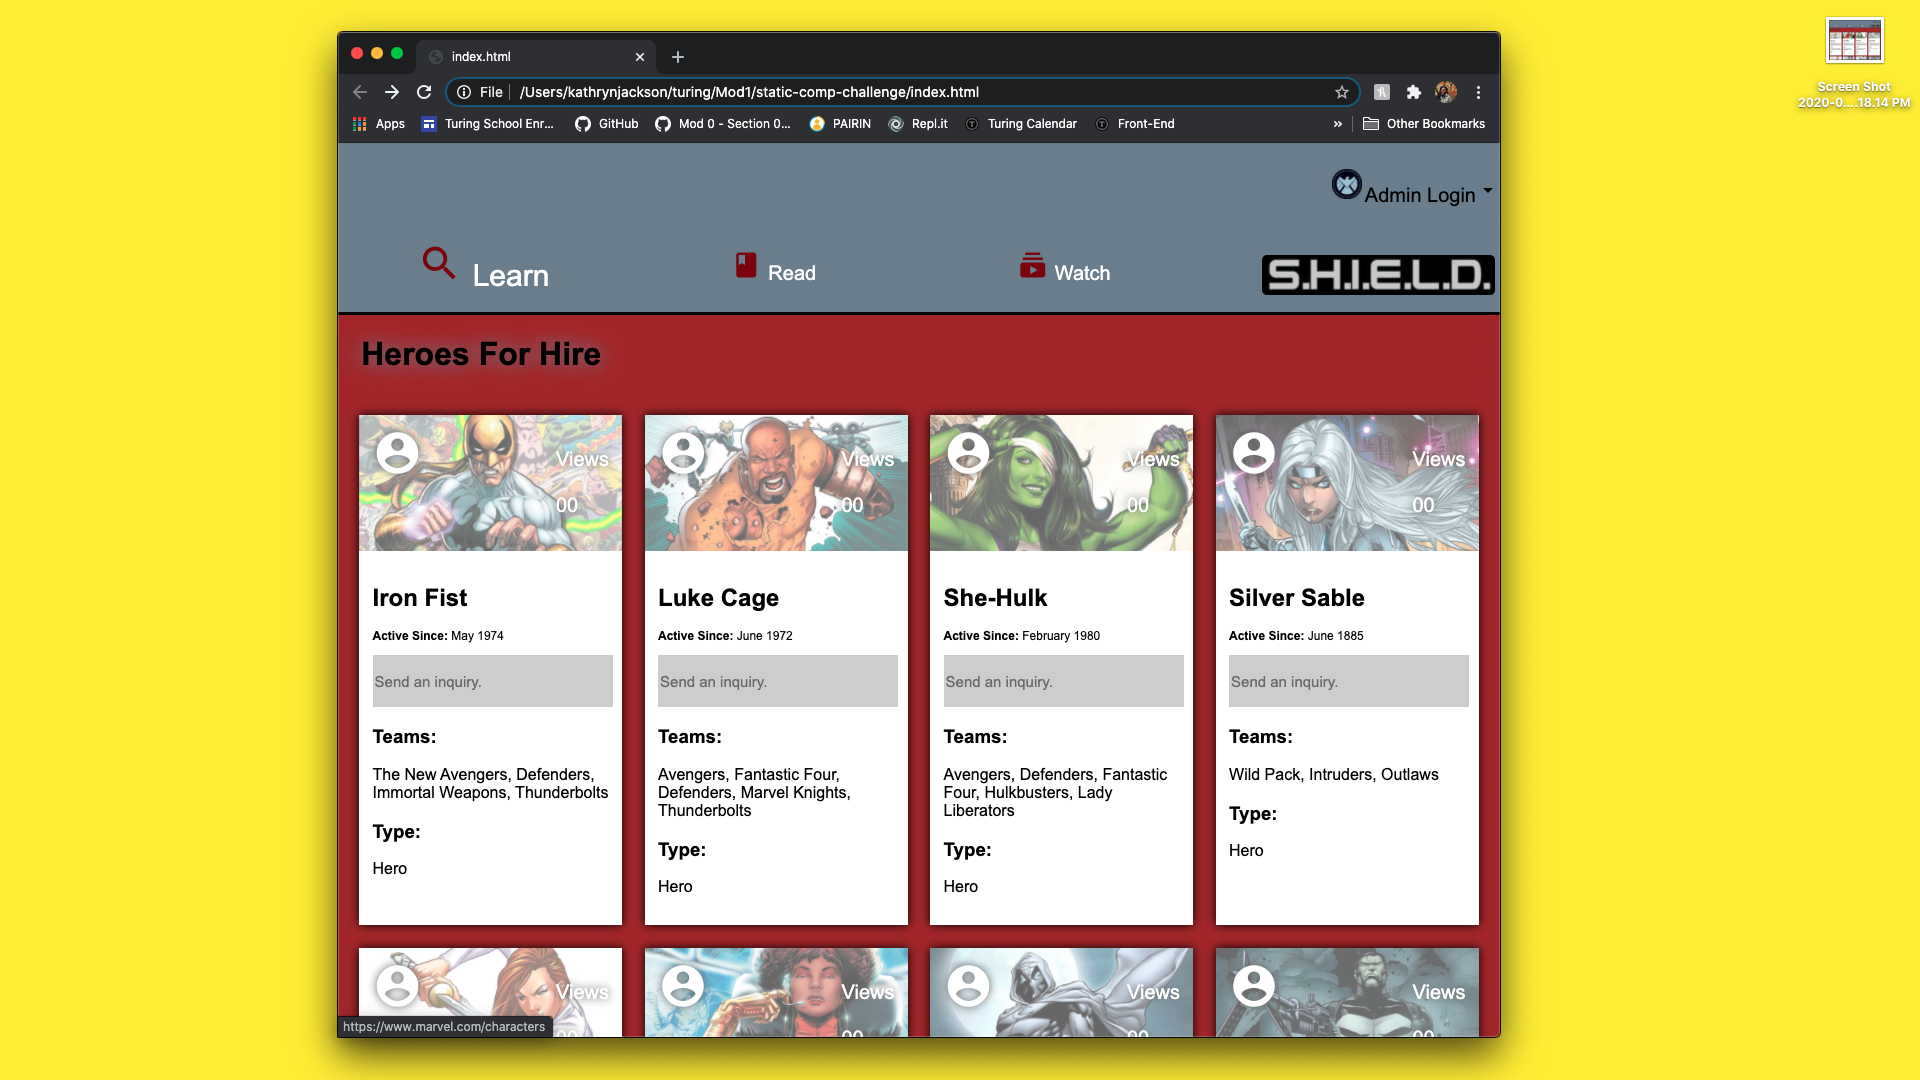 index.html
Screen Shot
2020-0....18.14 PM
File /Users/kathrynjackson/turing/Mod1/static-comp-challenge/index.html
Apps Turing School Enr... GitHub Mod 0 - Section 0... PAIRIN Repl.it Turing Calendar Front-End » Other Bookmarks
Admin Login
Learn Read Watch S.H.I.E.L.D.
Heroes For Hire
Views Views Views Views
00 00 00 00
Iron Fist
Active Since: May 1974
Send an inquiry.
Teams:
The New Avengers, Defenders,
Immortal Weapons, Thunderbolts
Type:
Hero
Luke Cage
Active Since: June 1972
Send an inquiry.
Teams:
Avengers, Fantastic Four,
Defenders, Marvel Knights,
Thunderbolts
Type:
Hero
She-Hulk
Active Since: February 1980
Send an inquiry.
Teams:
Avengers, Defenders, Fantastic
Four, Hulkbusters, Lady
Liberators
Type:
Hero
Silver Sable
Active Since: June 1885
Send an inquiry.
Teams:
Wild Pack, Intruders, Outlaws
Type:
Hero
Views Views Views Views
00 00 00 00
https://www.marvel.com/characters